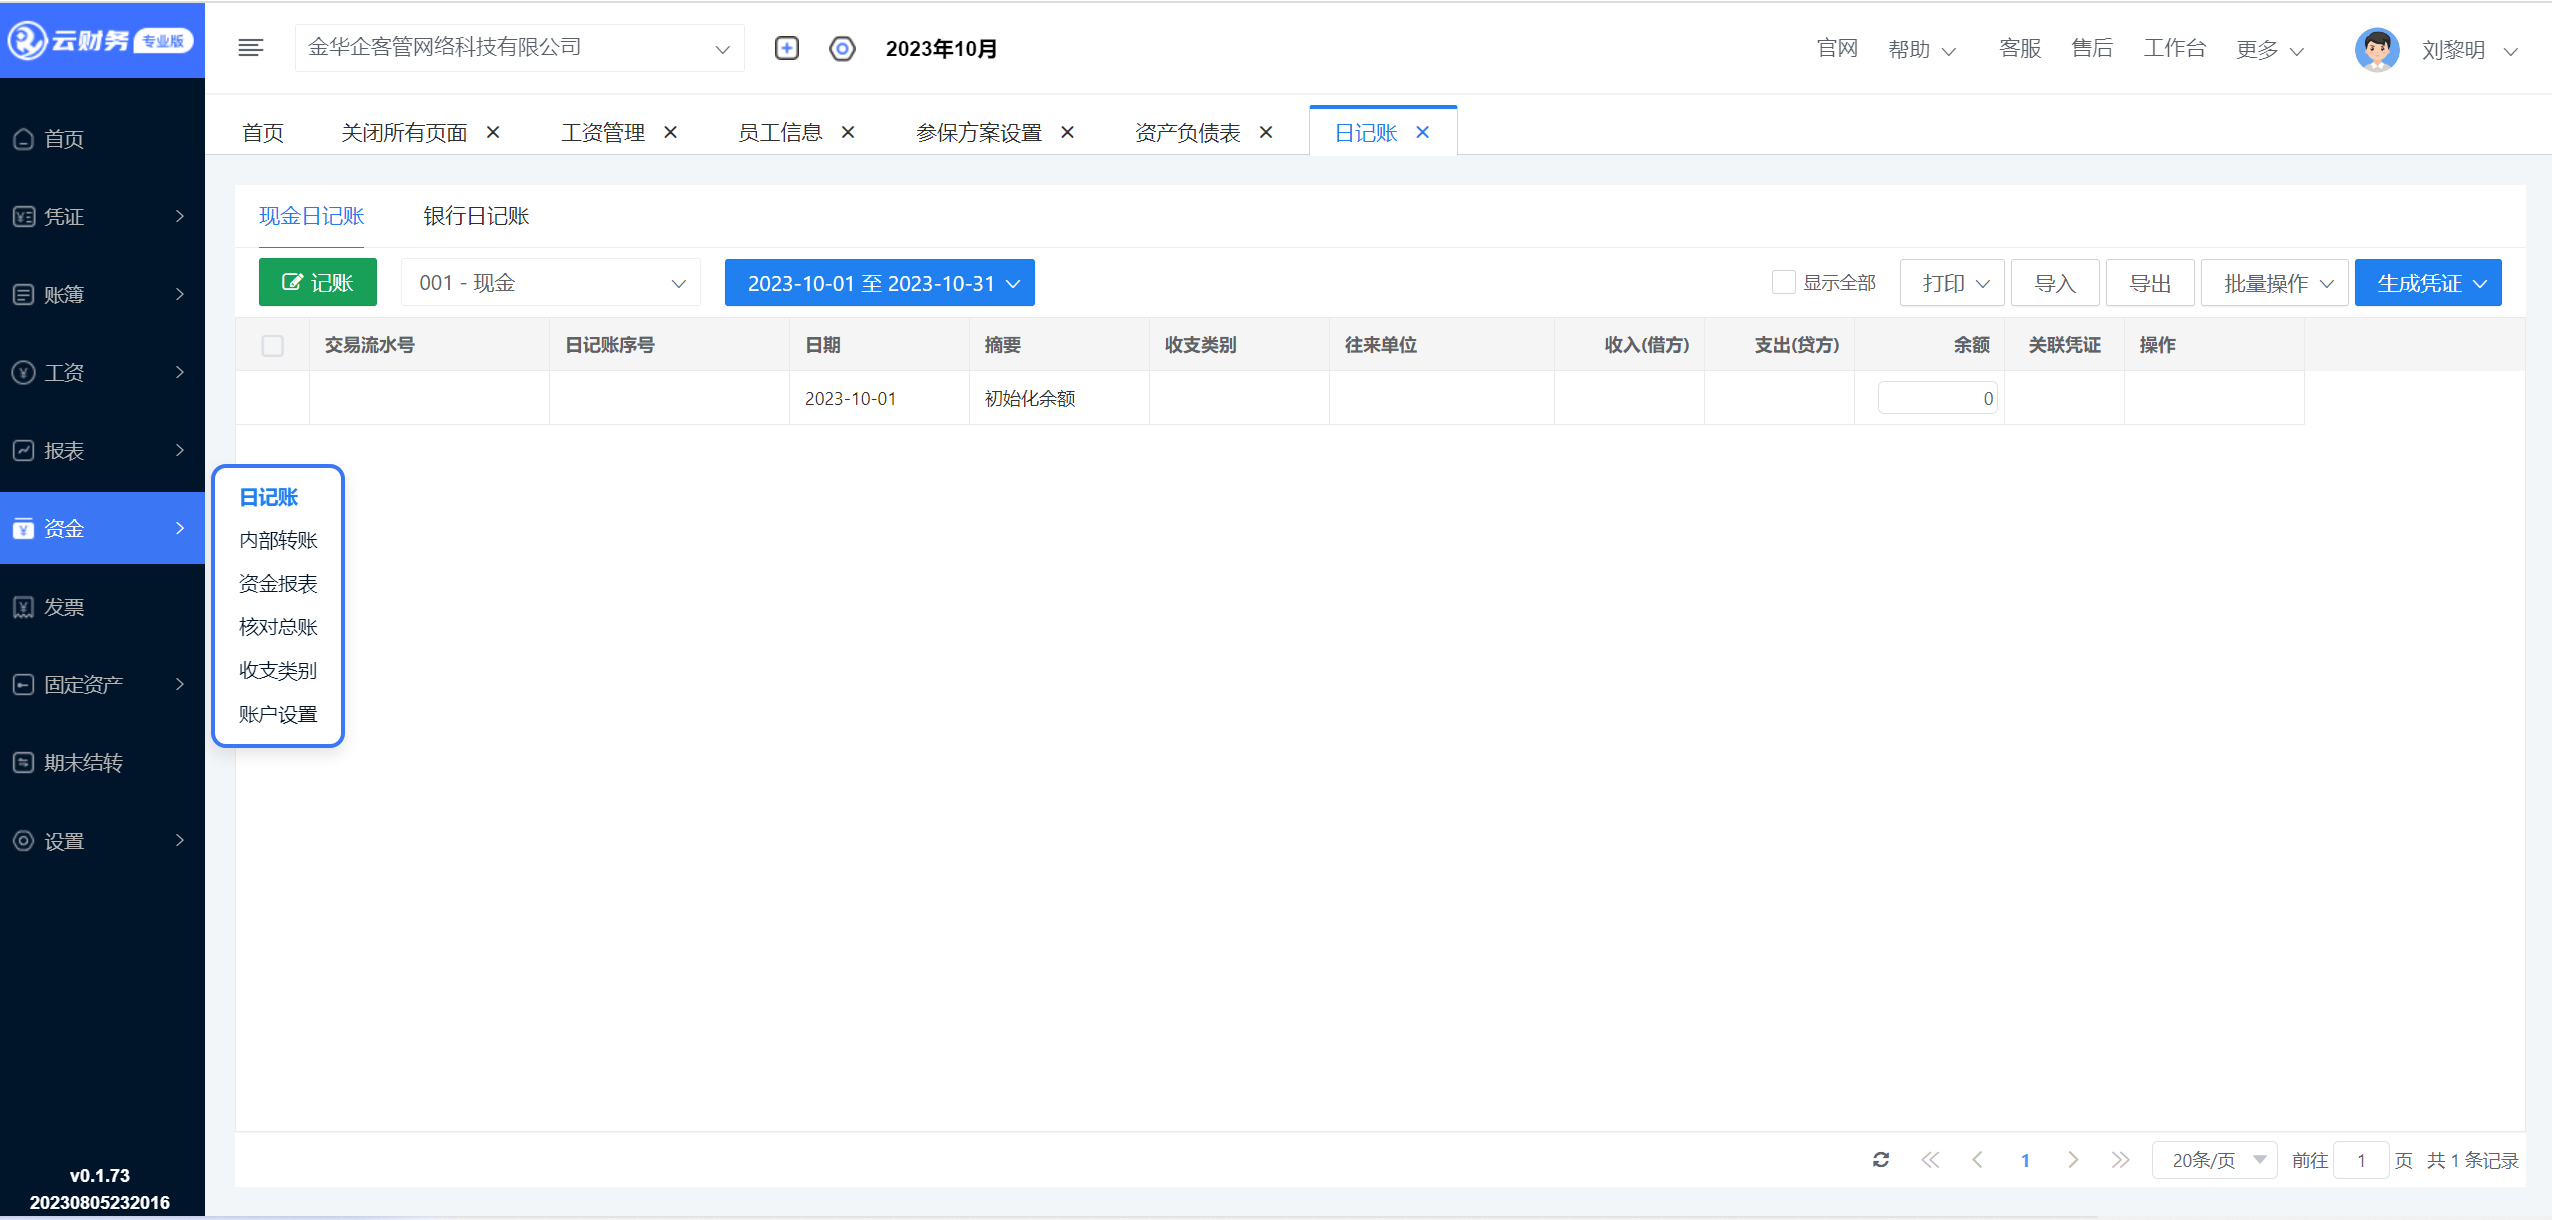 云财务 专业版
金华企客管网络科技有限公司
2023年10月
官网 帮助 客服 售后 工作台 更多 刘黎明
首页 关闭所有页面 工资管理 员工信息 参保方案设置 资产负债表 日记账
首页
凭证
账簿
工资
报表
资金
发票
固定资产
期末结转
设置
v0.1.73
20230805232016
日记账
内部转账
资金报表
核对总账
收支类别
账户设置
现金日记账 银行日记账
记账 001 - 现金 2023-10-01 至 2023-10-31 显示全部 打印 导入 导出 批量操作 生成凭证
交易流水号 日记账序号 日期 摘要 收支类别 往来单位 收入(借方) 支出(贷方) 余额 关联凭证 操作
2023-10-01 初始化余额 0
1 20条/页 前往 1 页 共 1 条记录